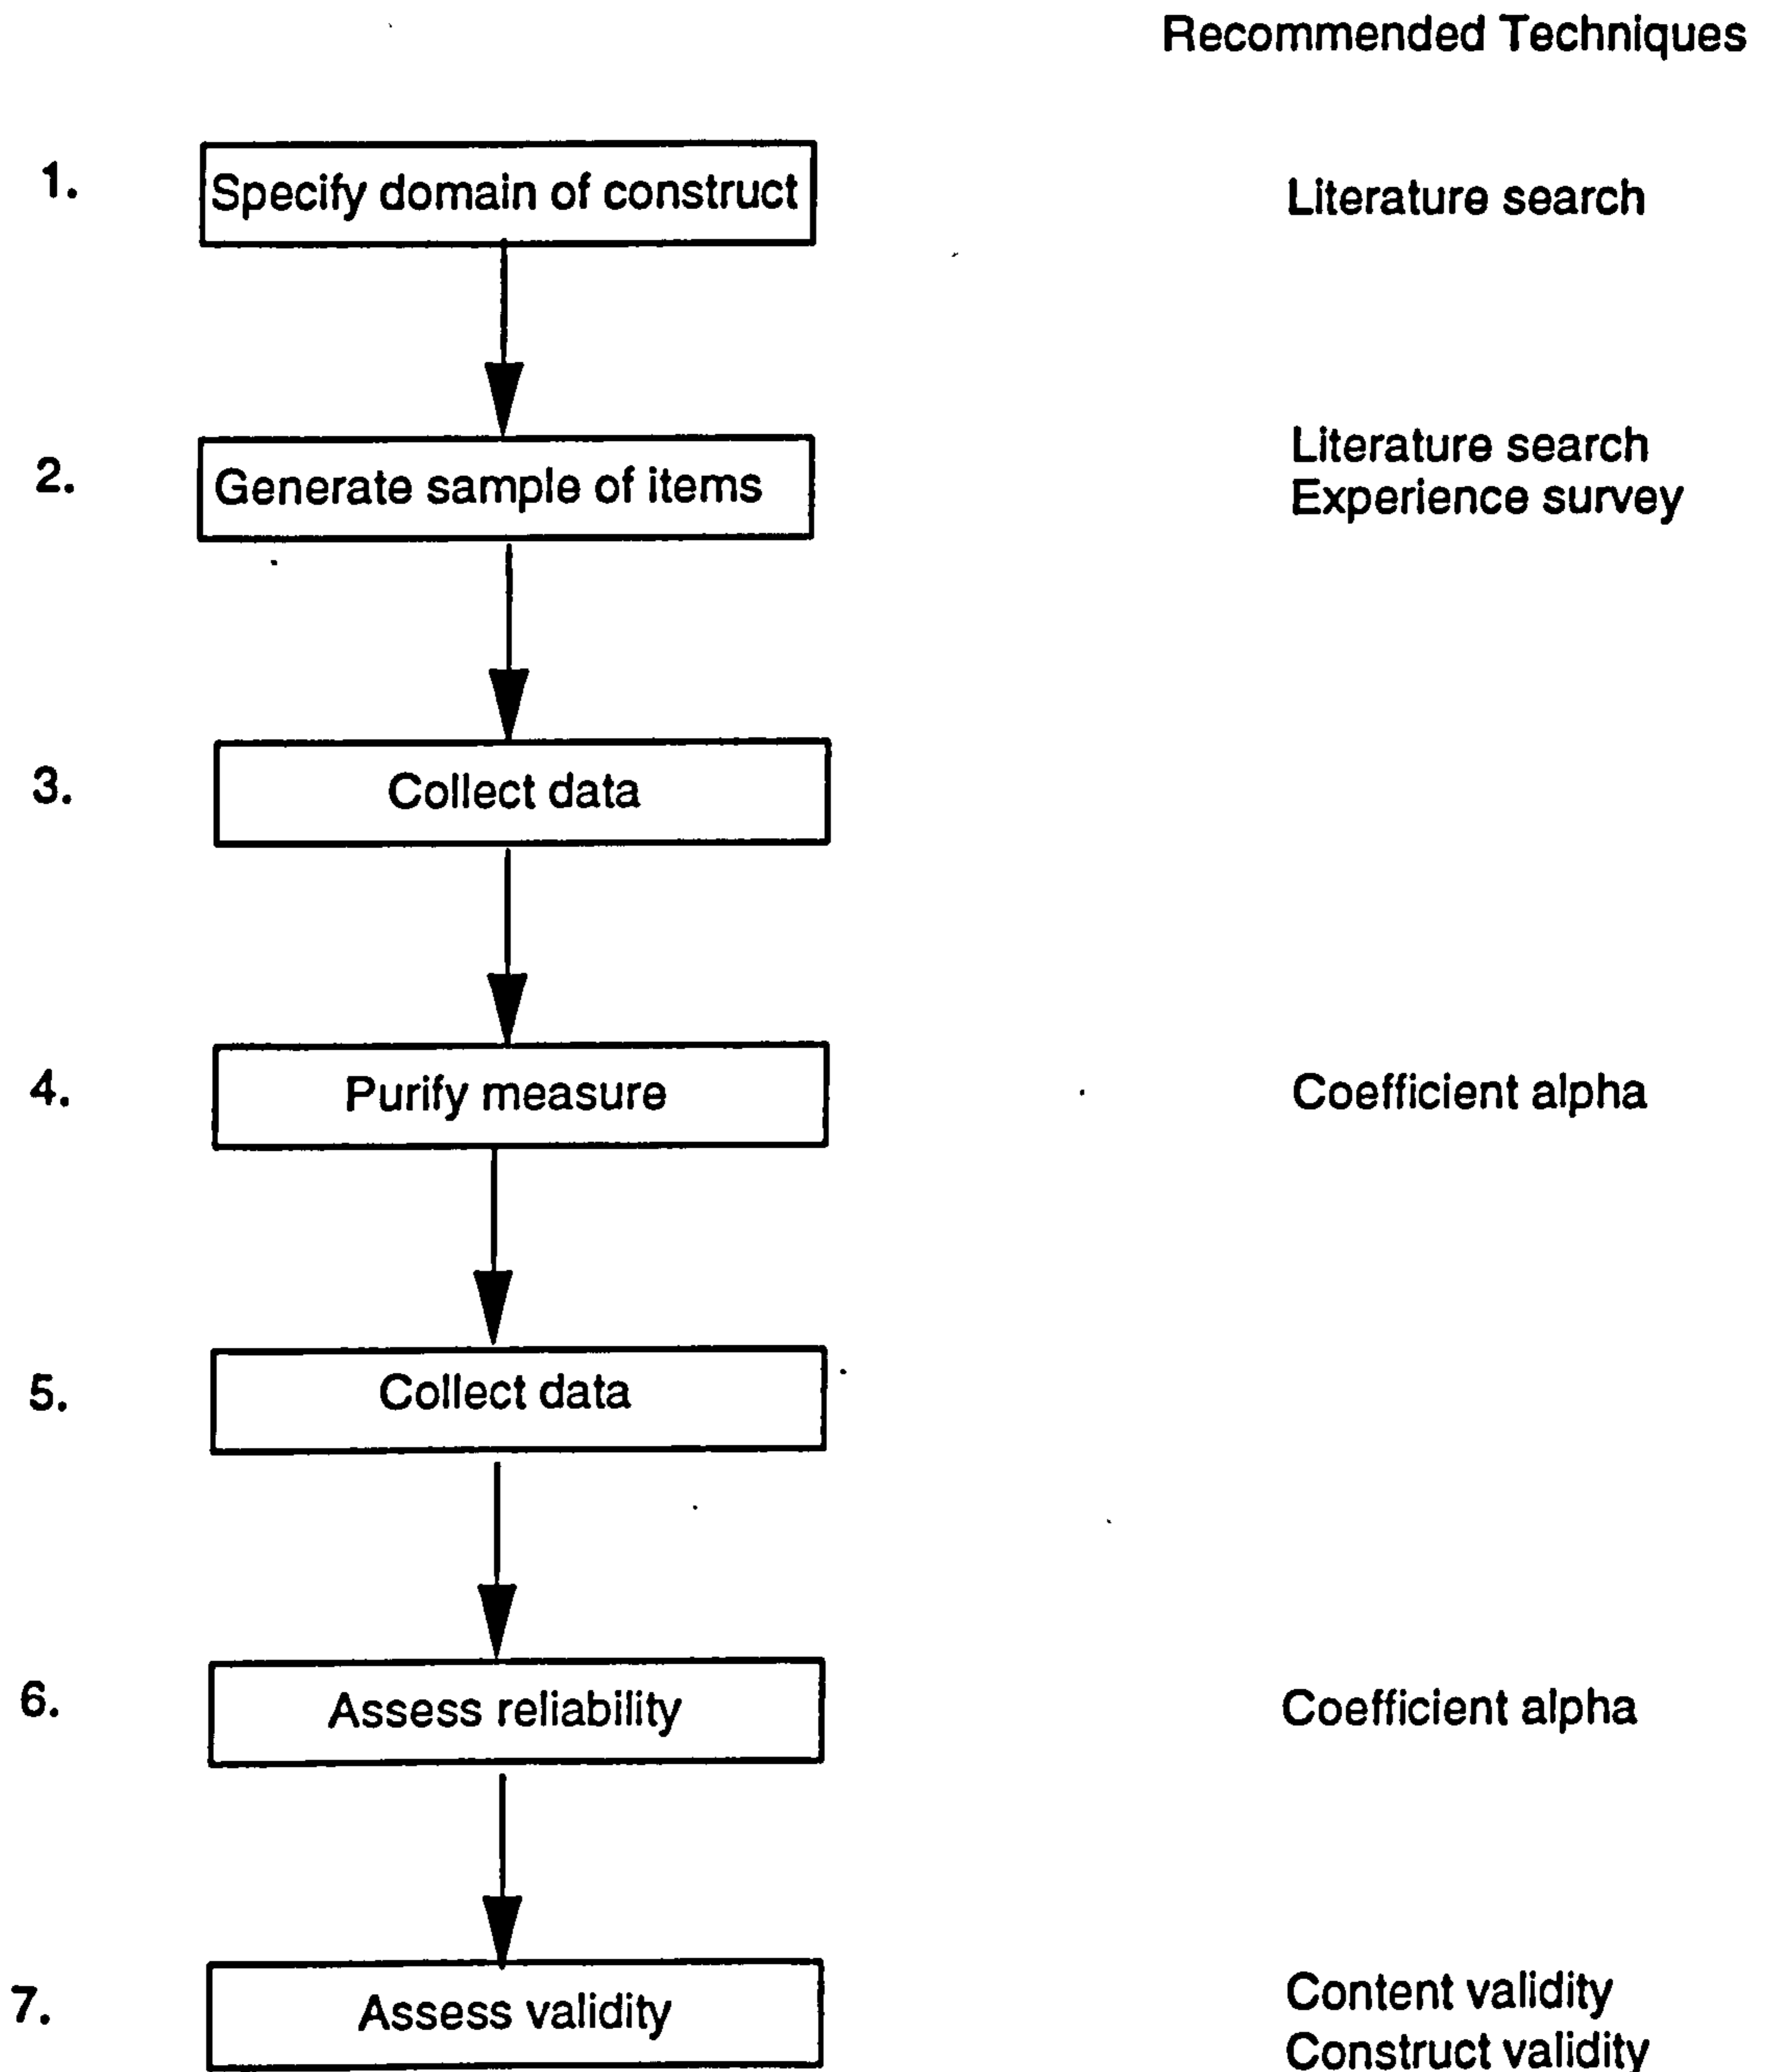 Recommended Techniques
1.
Specify domain of construct
Literature search
2.
Generate sample of items
Literature search
Experience survey
3.
Collect data
4.
Purify measure
Coefficient alpha
5.
Collect data
6.
Assess reliability
Coefficient alpha
7.
Assess validity
Content validity
Construct validity